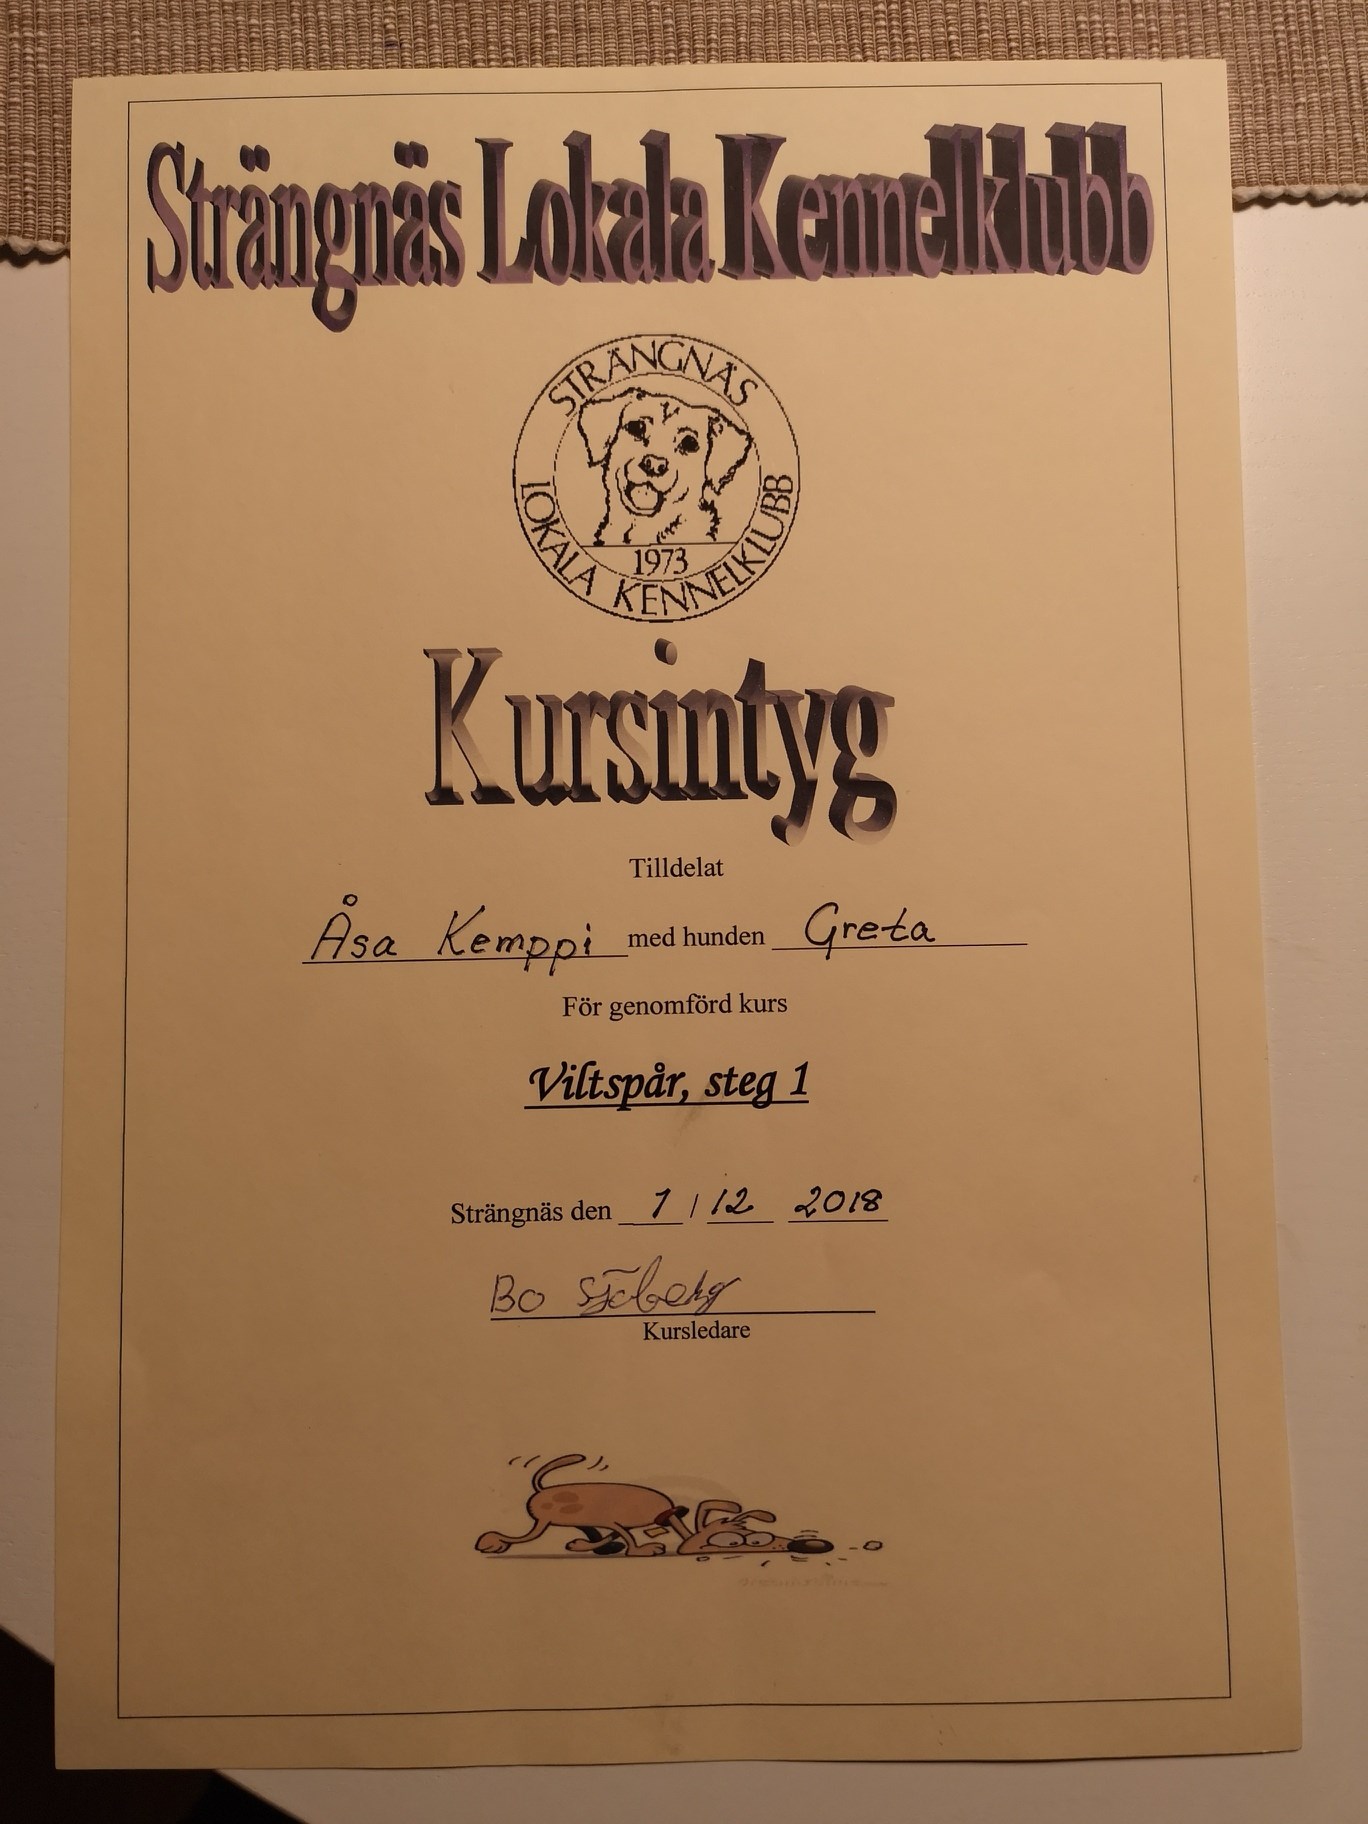 Strängnäs Lokala Kennelklubb
STRÄNGNÄS
LOKALA KENNELKLUBB
1973
Kursintyg
Tilldelat
Åsa Kemppi med hunden Greta
För genomförd kurs
Viltspår, steg 1
Strängnäs den 1 / 12 2018
Bo Sjöberg
Kursledare